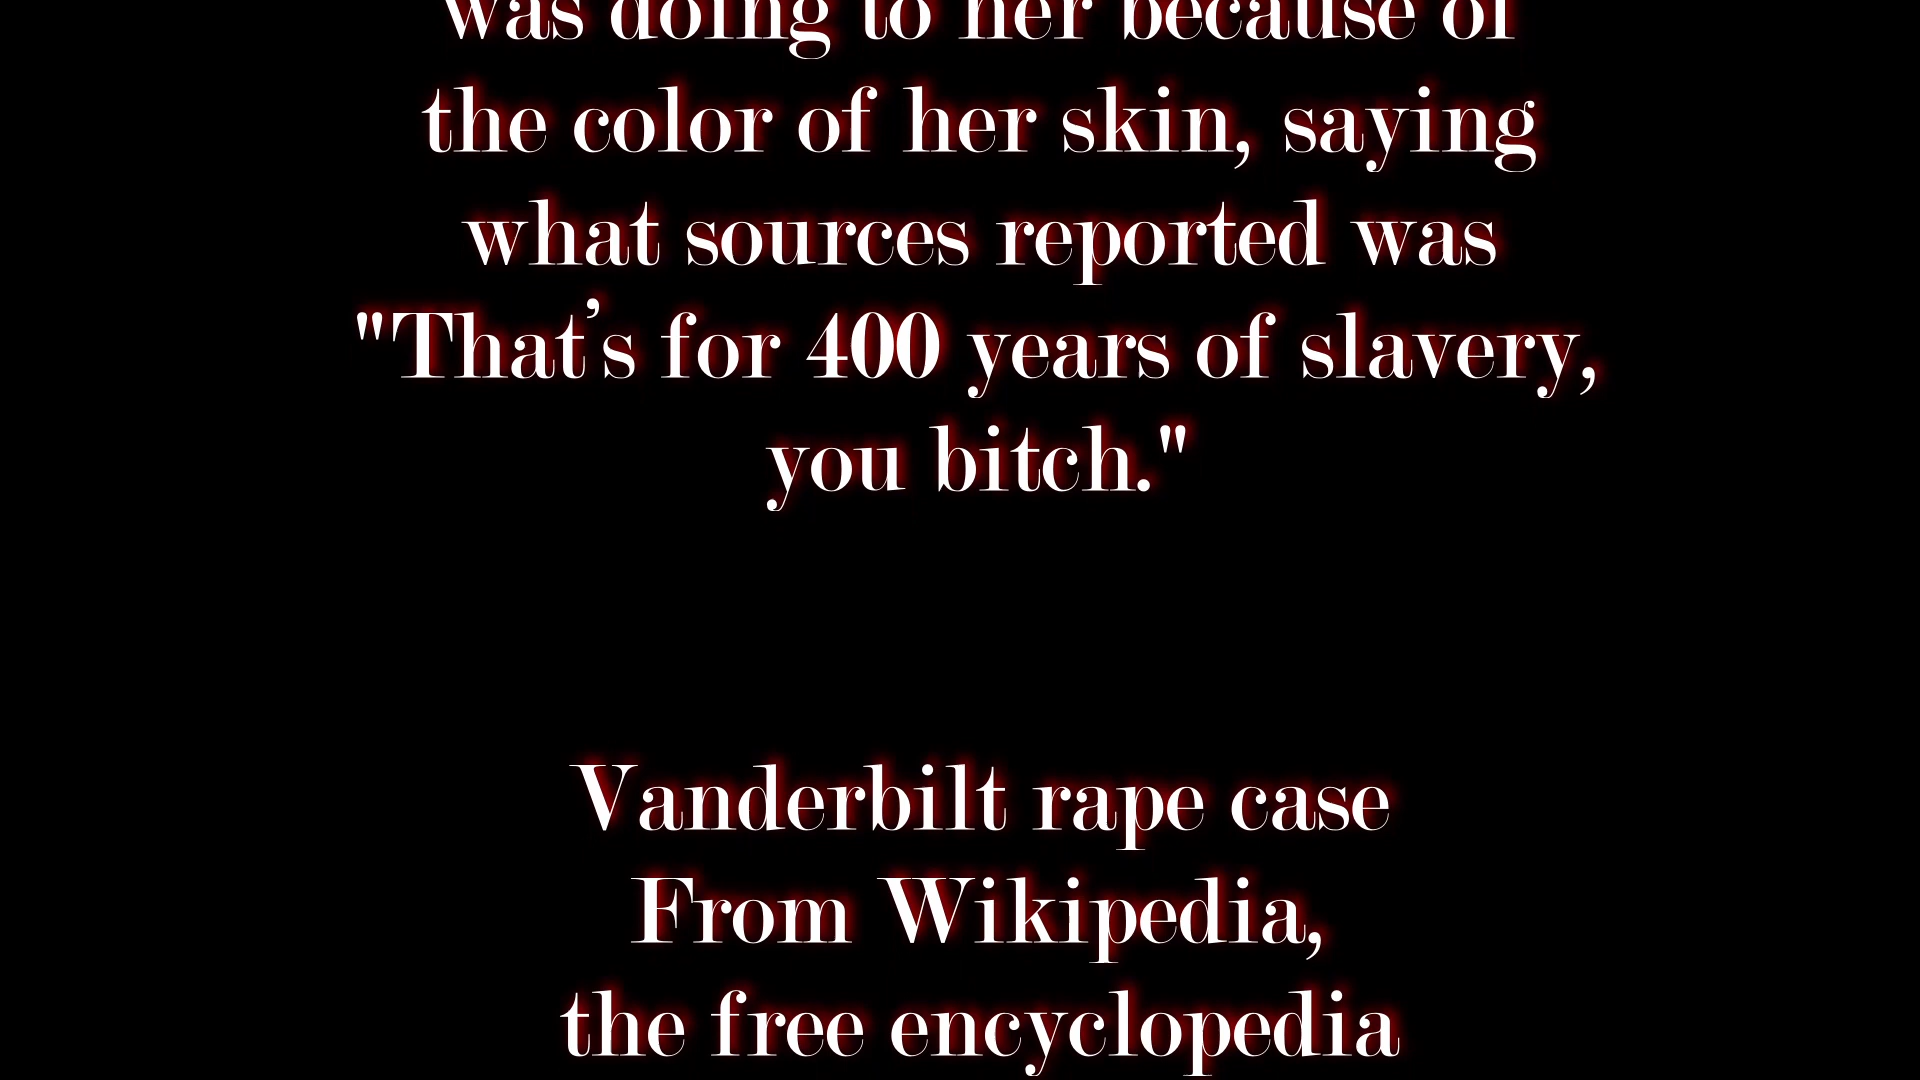 was doing to her because of
the color of her skin, saying
what sources reported was
"That's for 400 years of slavery,
you bitch."
Vanderbilt rape case
From Wikipedia,
the free encyclopedia